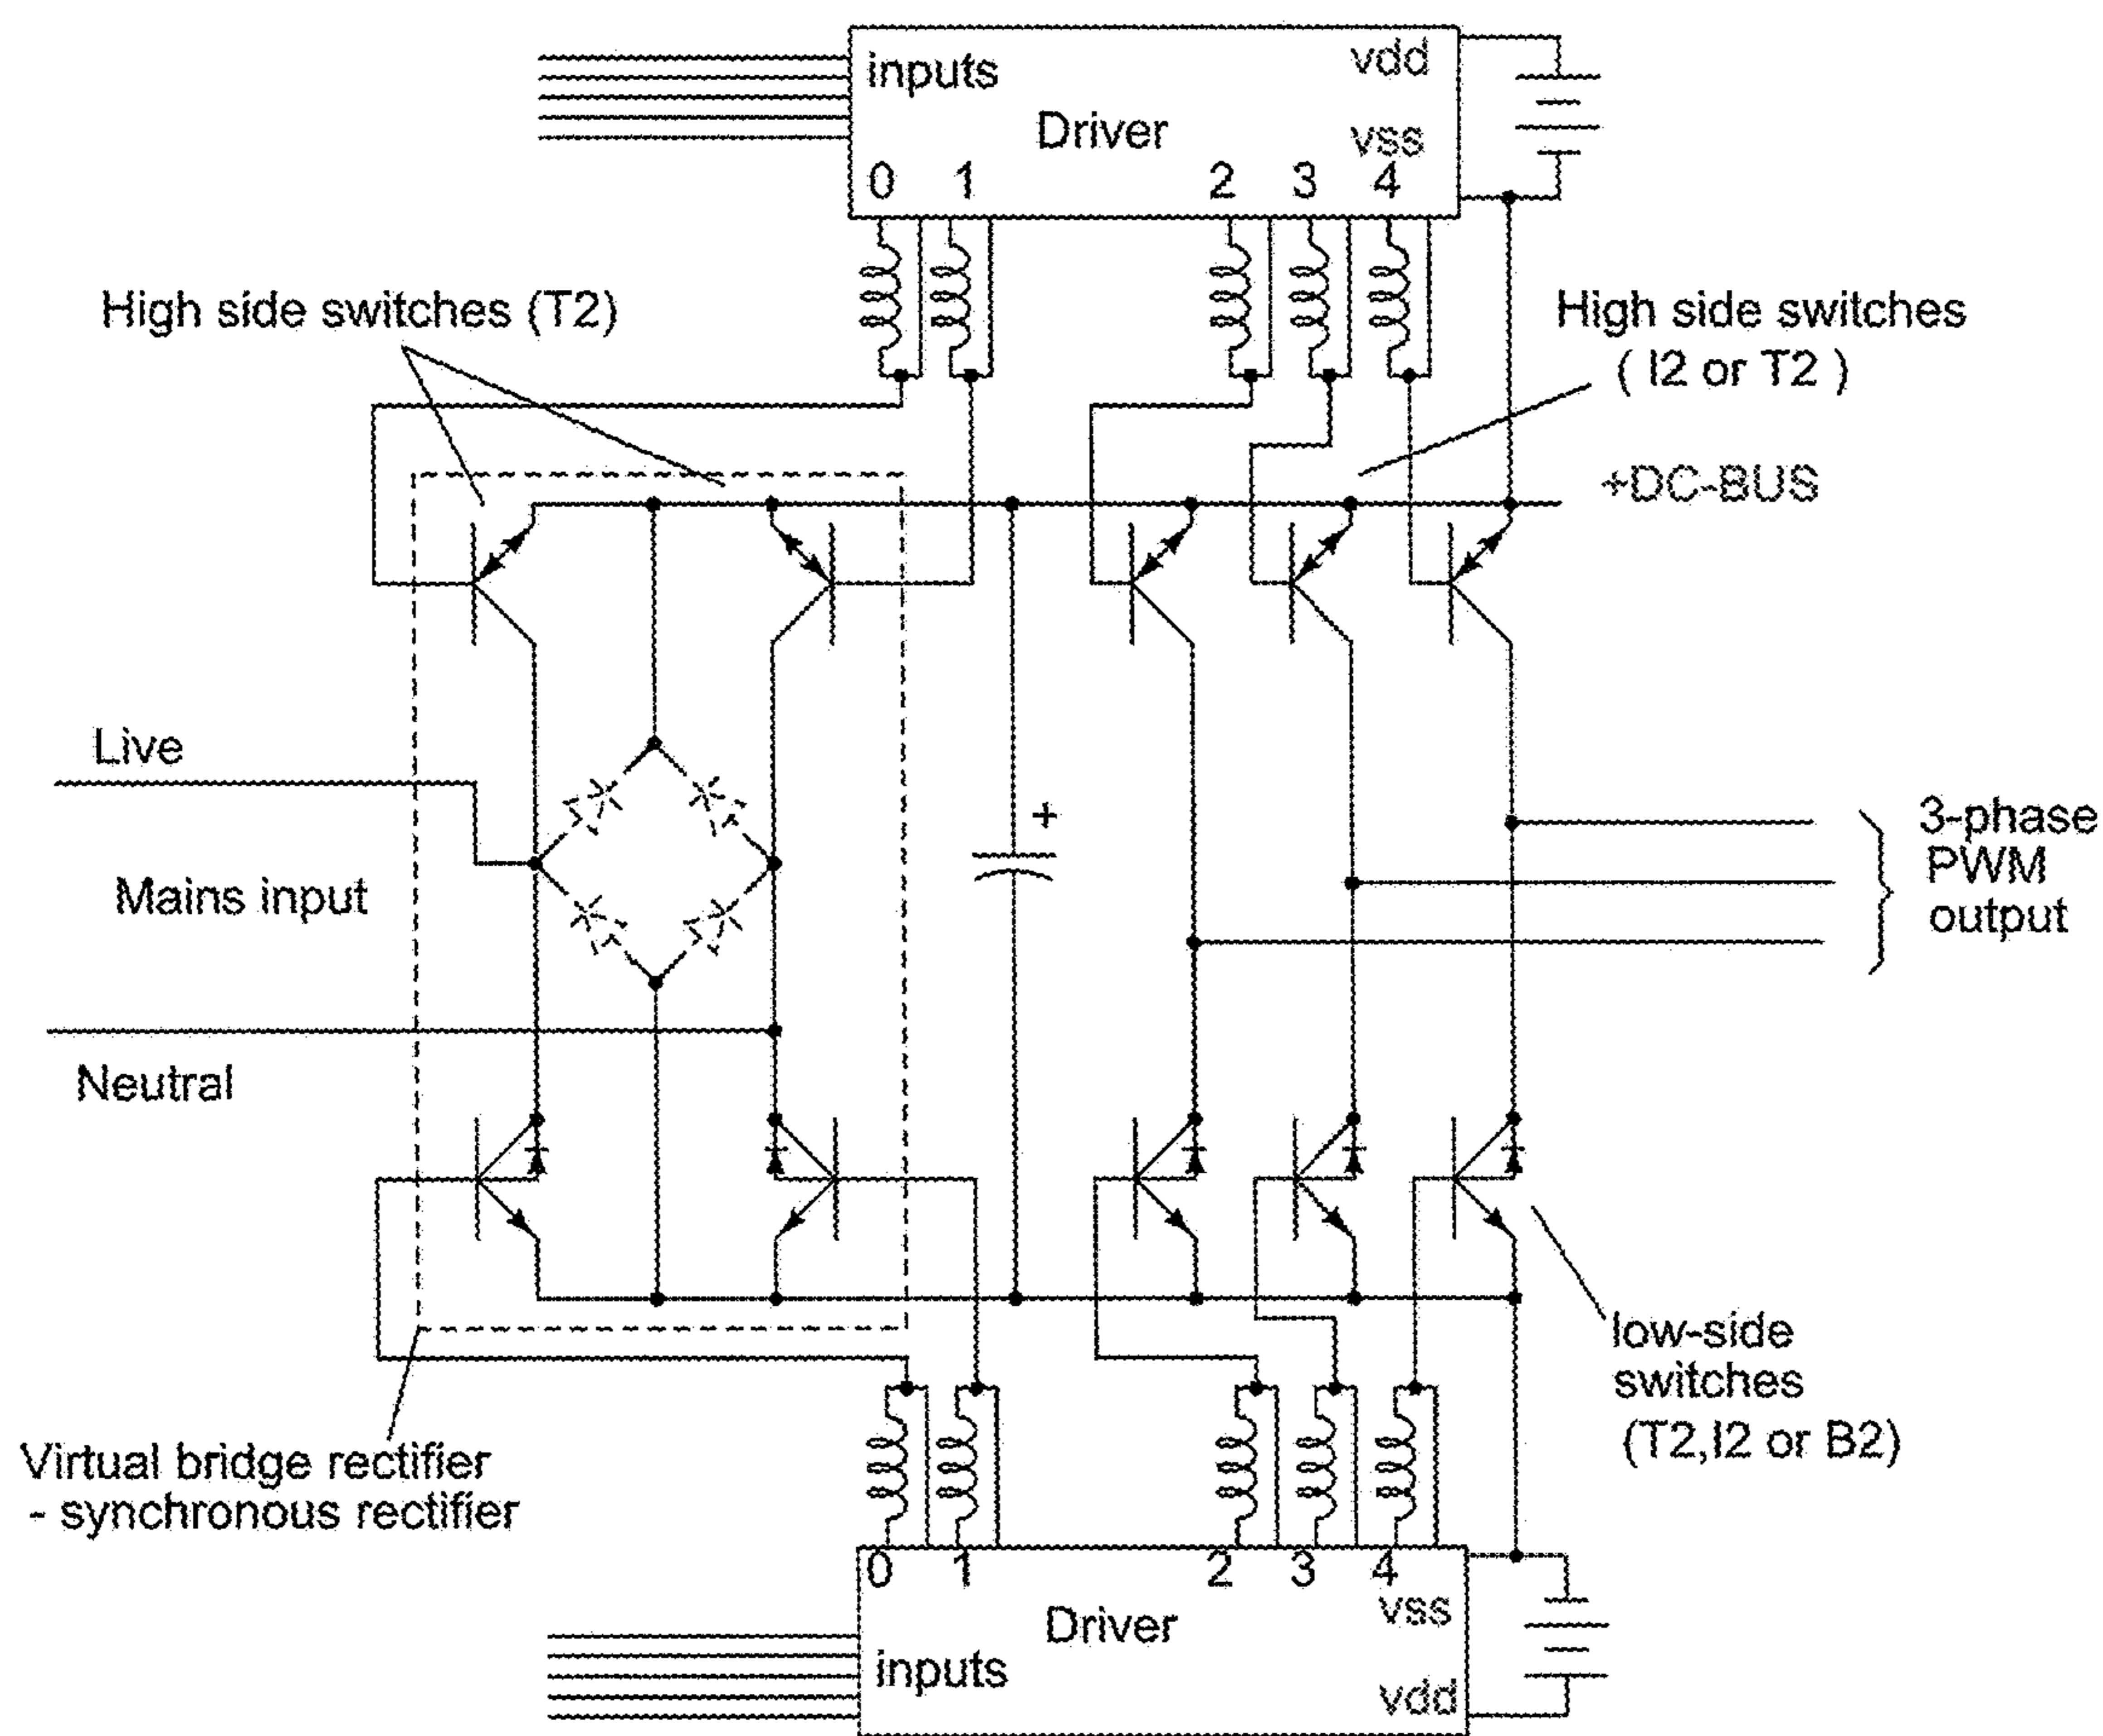 inputs
vdd
Driver
vss
0 1 2 3 4
High side switches (T2)
High side switches
( I2 or T2 )
+DC-BUS
Live
+
3-phase
PWM
output
Mains input
Neutral
low-side
switches
(T2,I2 or B2)
Virtual bridge rectifier
- synchronous rectifier
0 1 2 3 4
vss
Driver
inputs
vdd